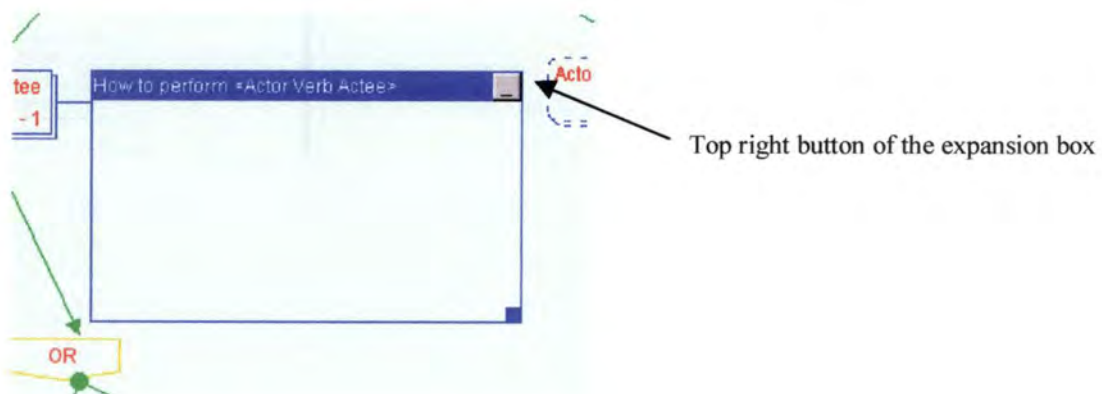 tee
- 1
How to perform <Actor Verb Actee>
Acto
Top right button of the expansion box
OR